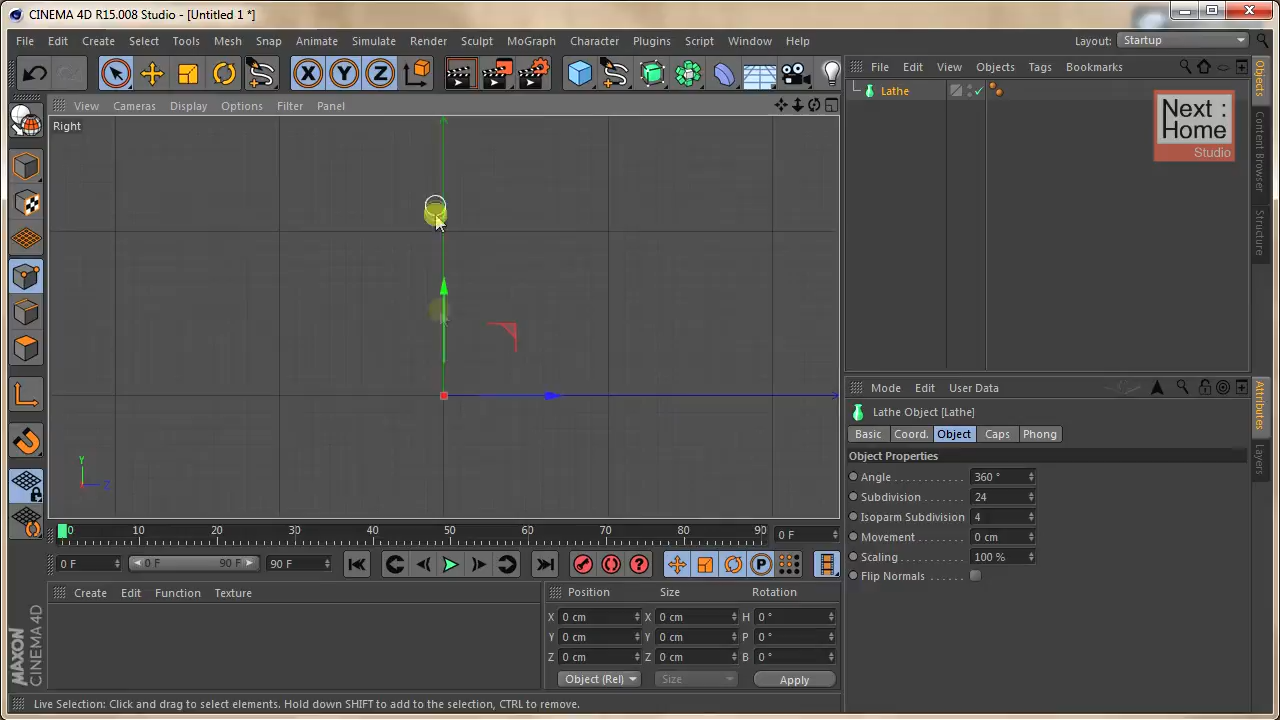 CINEMA 4D R15.008 Studio - [Untitled 1 *]
File Edit Create Select Tools Mesh Snap Animate Simulate Render Sculpt MoGraph Character Plugins Script Window Help
Layout: Startup
X Y Z
File Edit View Objects Tags Bookmarks
Lathe
Next :
Home
Studio
View Cameras Display Options Filter Panel
Right
Y
Z
Objects
Content Browser
Structure
Attributes
Layers
Mode Edit User Data
Lathe Object [Lathe]
Basic Coord. Object Caps Phong
Object Properties
Angle . . . . . . . . . . . . 360 °
Subdivision . . . . . . . . 24
Isoparm Subdivision 4
Movement . . . . . . . . . 0 cm
Scaling . . . . . . . . . . . 100 %
Flip Normals . . . . . .
0 10 20 30 40 50 60 70 80 90
0 F
0 F 0 F 90 F 90 F
P
Create Edit Function Texture
Position Size Rotation
X 0 cm X 0 cm H 0 °
Y 0 cm Y 0 cm P 0 °
Z 0 cm Z 0 cm B 0 °
Object (Rel) Size Apply
MAXON
CINEMA 4D
Live Selection: Click and drag to select elements. Hold down SHIFT to add to the selection, CTRL to remove.